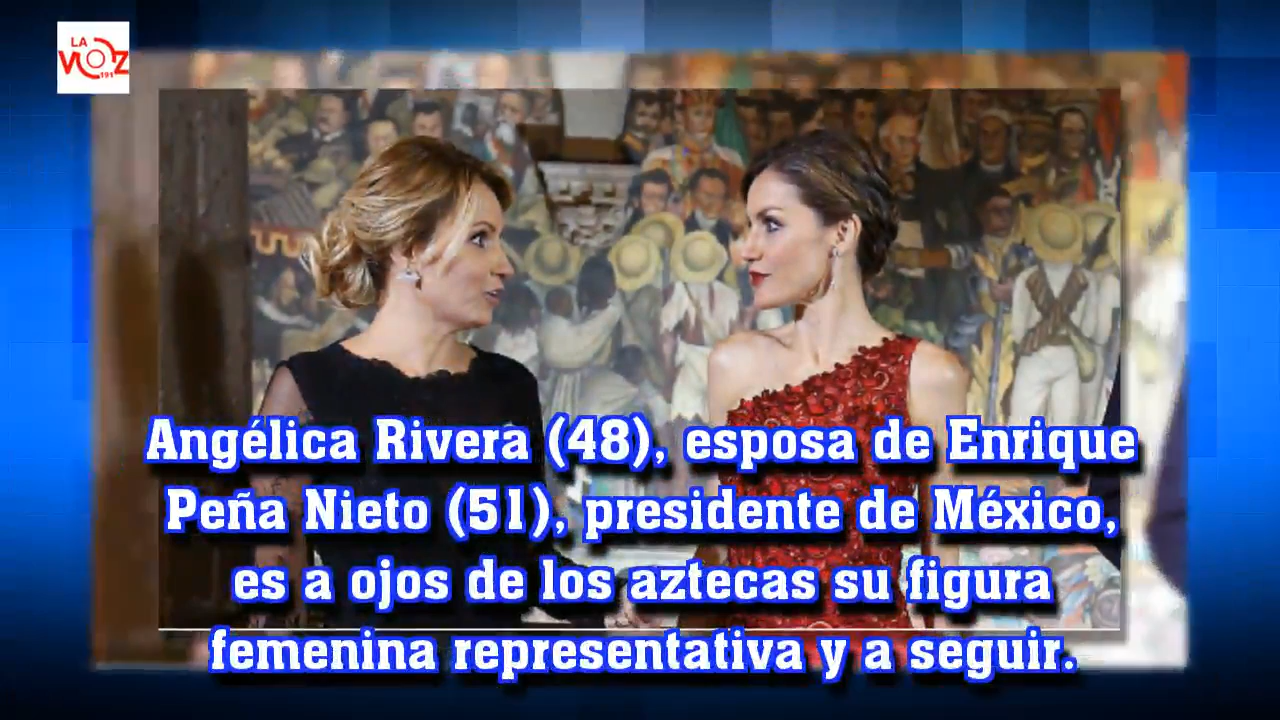 LA
VOZ
191
Angélica Rivera (48), esposa de Enrique
Peña Nieto (51), presidente de México,
es a ojos de los aztecas su figura
femenina representativa y a seguir.